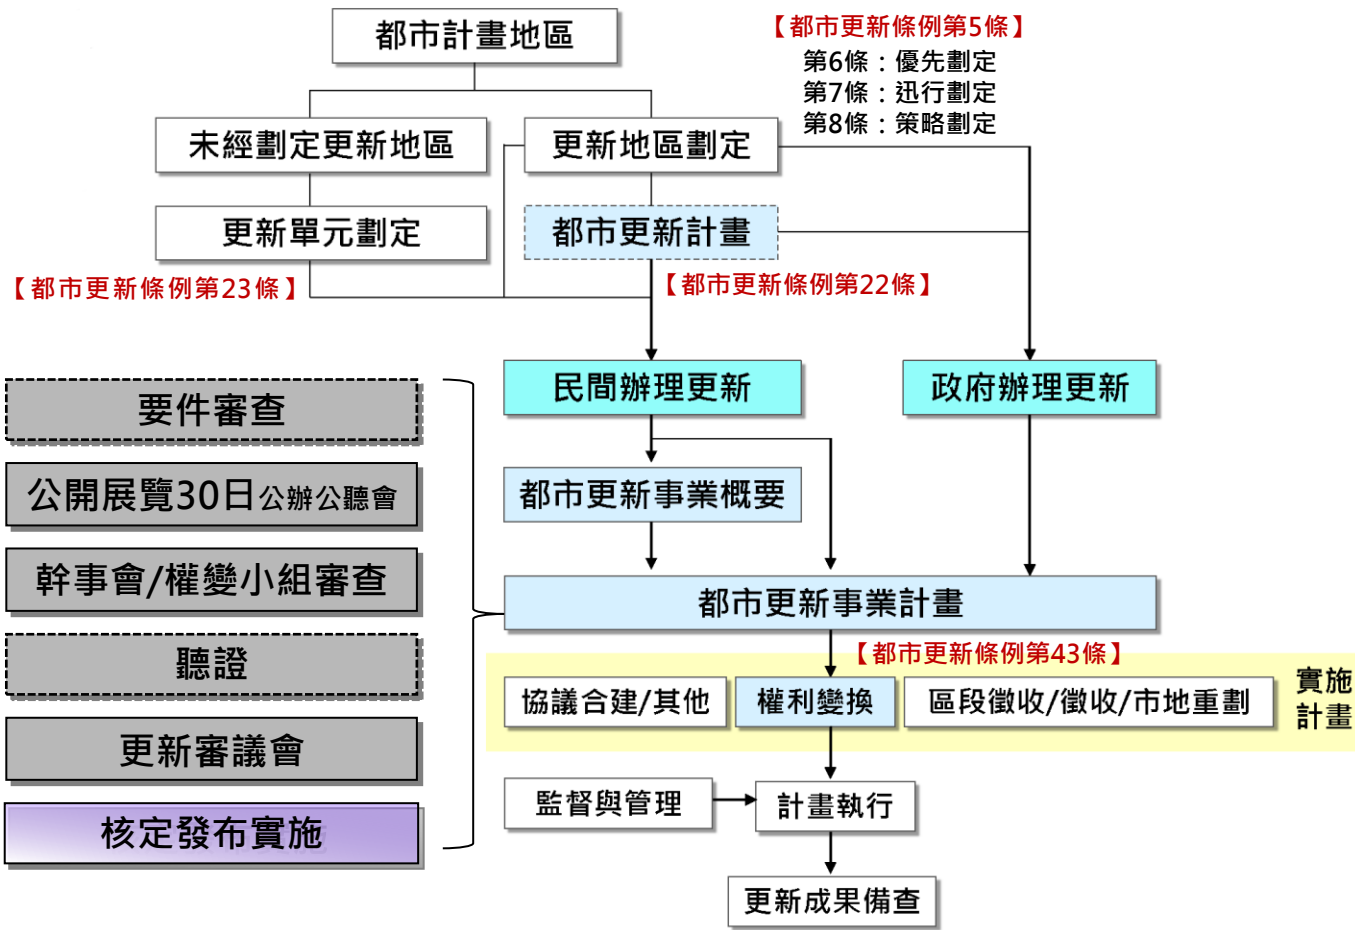 都市計畫地區
【都市更新條例第5條】
第6條：優先劃定
第7條：迅行劃定
第8條：策略劃定
未經劃定更新地區
更新地區劃定
更新單元劃定
都市更新計畫
【都市更新條例第23條】
【都市更新條例第22條】
民間辦理更新
政府辦理更新
要件審查
公開展覽30日公辦公聽會
都市更新事業概要
幹事會/權變小組審查
都市更新事業計畫
聽證
【都市更新條例第43條】
協議合建/其他
權利變換
區段徵收/徵收/市地重劃
實施
計畫
更新審議會
監督與管理
計畫執行
核定發布實施
更新成果備查